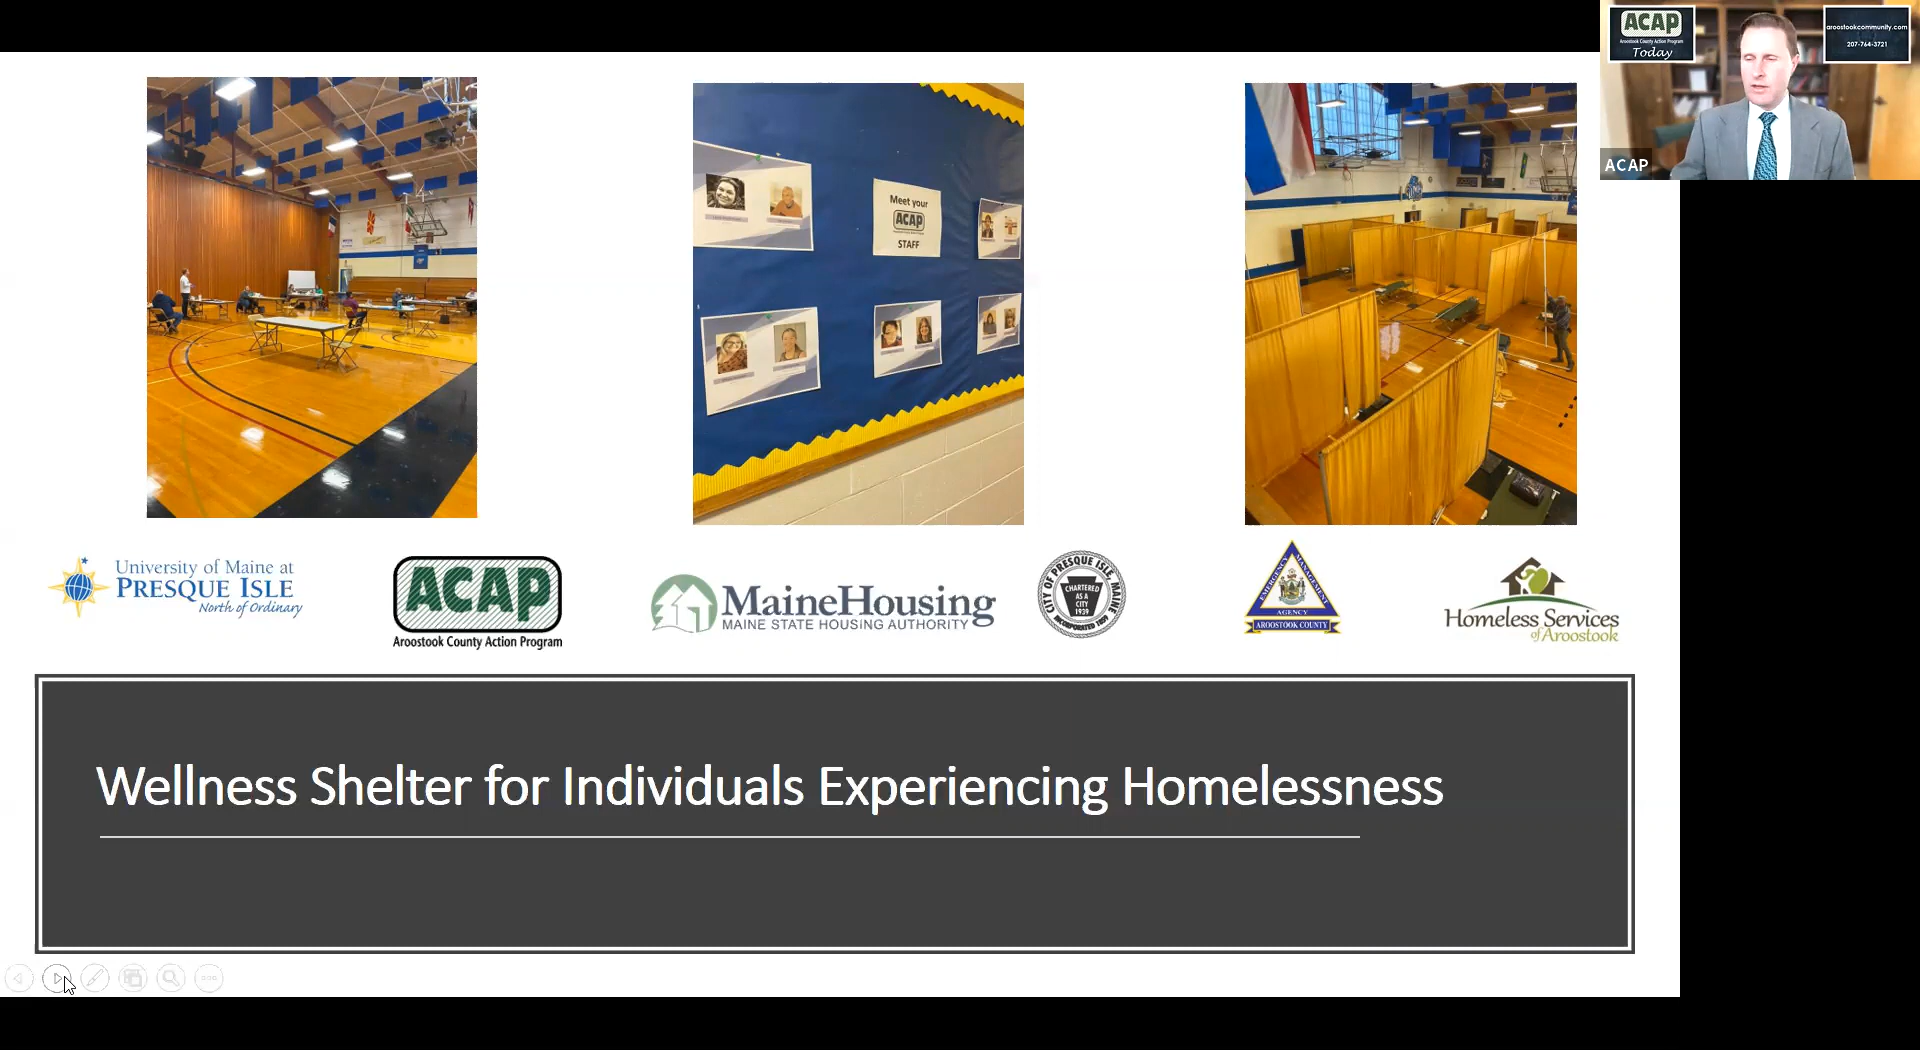 ACAP
Aroostook County Action Program
Today
aroostookcommunity.com
207-764-3721
ACAP
Meet your
ACAP
STAFF
University of Maine at
PRESQUE ISLE
North of Ordinary
ACAP
Aroostook County Action Program
MaineHousing
MAINE STATE HOUSING AUTHORITY
CITY OF PRESQUE ISLE, MAINE
CHARTERED
AS A
CITY
1939
INCORPORATED 1859
EMERGENCY MANAGEMENT
AGENCY
AROOSTOOK COUNTY
Homeless Services
of Aroostook
Wellness Shelter for Individuals Experiencing Homelessness